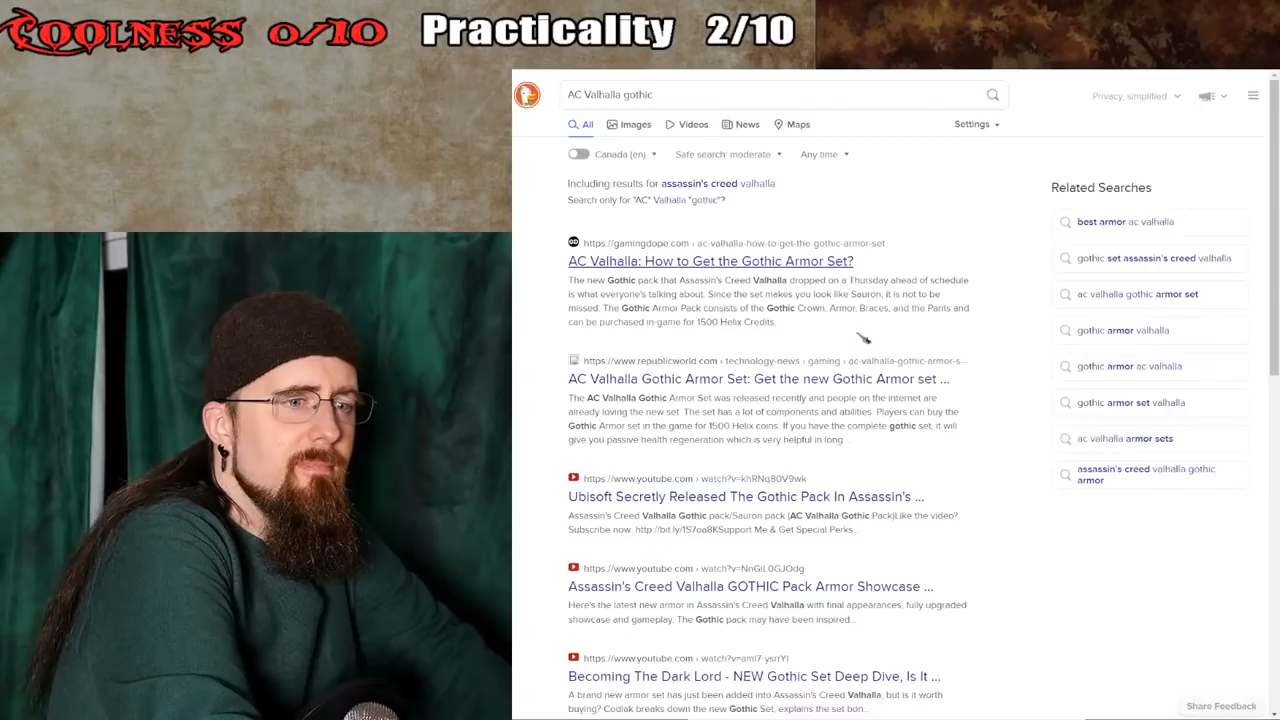 COOLNESS 0/10 Practicality 2/10
AC Valhalla gothic
Privacy, simplified
All Images Videos News Maps Settings
Canada (en) Safe search: moderate Any time
Including results for assassin's creed valhalla
Search only for "AC" Valhalla "gothic"?
https://gamingdope.com › ac-valhalla-how-to-get-the-gothic-armor-set
AC Valhalla: How to Get the Gothic Armor Set?
The new Gothic pack that Assassin's Creed Valhalla dropped on a Thursday ahead of schedule
is what everyone's talking about. Since the set makes you look like Sauron, it is not to be
missed. The Gothic Armor Pack consists of the Gothic Crown, Armor, Braces, and the Pants and
can be purchased in-game for 1500 Helix Credits.
https://www.republicworld.com › technology-news › gaming › ac-valhalla-gothic-armor-s...
AC Valhalla Gothic Armor Set: Get the new Gothic Armor set ...
The AC Valhalla Gothic Armor Set was released recently and people on the internet are
already loving the new set. The set has a lot of components and abilities. Players can buy the
Gothic Armor set in the game for 1500 Helix coins. If you have the complete gothic set, it will
give you passive health regeneration which is very helpful in long ...
https://www.youtube.com › watch?v=khRNq80V9wk
Ubisoft Secretly Released The Gothic Pack In Assassin's ...
Assassin's Creed Valhalla Gothic pack/Sauron pack (AC Valhalla Gothic Pack)Like the video?
Subscribe now: http://bit.ly/1S7oa8KSupport Me & Get Special Perks...
https://www.youtube.com › watch?v=NnGiL0GJOdg
Assassin's Creed Valhalla GOTHIC Pack Armor Showcase ...
Here's the latest new armor in Assassin's Creed Valhalla with final appearances, fully upgraded
showcase and gameplay. The Gothic pack may have been inspired...
https://www.youtube.com › watch?v=aml7-ysrrYI
Becoming The Dark Lord - NEW Gothic Set Deep Dive, Is It ...
A brand new armor set has just been added into Assassin's Creed Valhalla, but is it worth
buying? Codiak breaks down the new Gothic Set, explains the set bon...
Related Searches
best armor ac valhalla
gothic set assassin's creed valhalla
ac valhalla gothic armor set
gothic armor valhalla
gothic armor ac valhalla
gothic armor set valhalla
ac valhalla armor sets
assassin's creed valhalla gothic
armor
Share Feedback